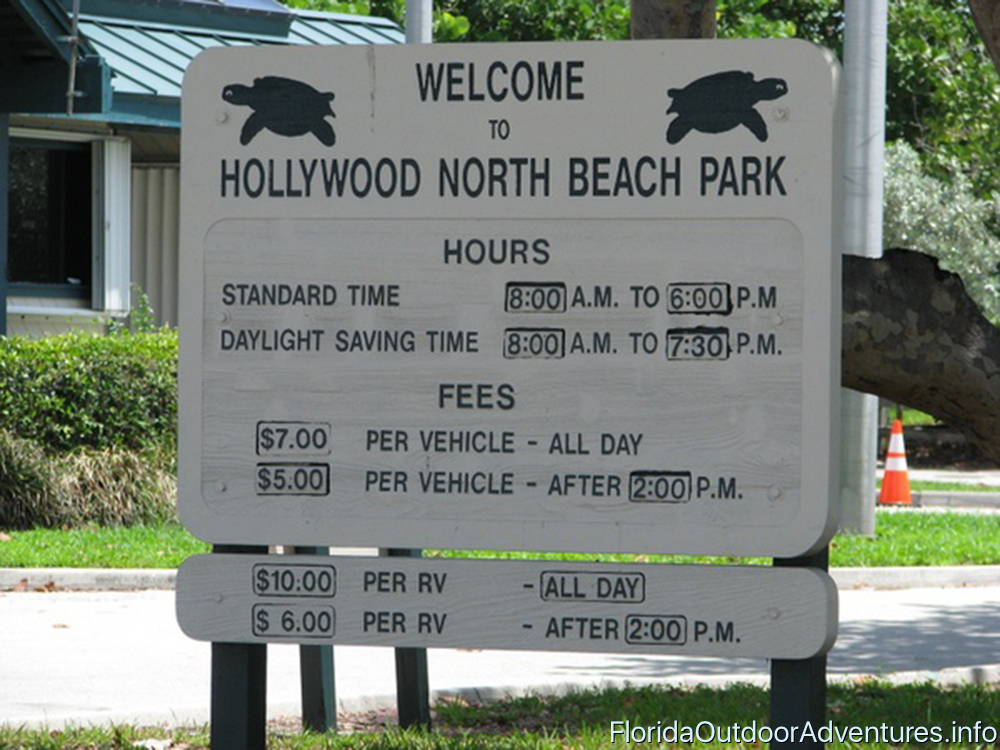 WELCOME
TO
HOLLYWOOD NORTH BEACH PARK
HOURS
STANDARD TIME 8:00 A.M. TO 6:00 P.M
DAYLIGHT SAVING TIME 8:00 A.M. TO 7:30 P.M.
FEES
$7.00 PER VEHICLE - ALL DAY
$5.00 PER VEHICLE - AFTER 2:00 P.M.
$10.00 PER RV - ALL DAY
$ 6.00 PER RV - AFTER 2:00 P.M.
FloridaOutdoorAdventures.info